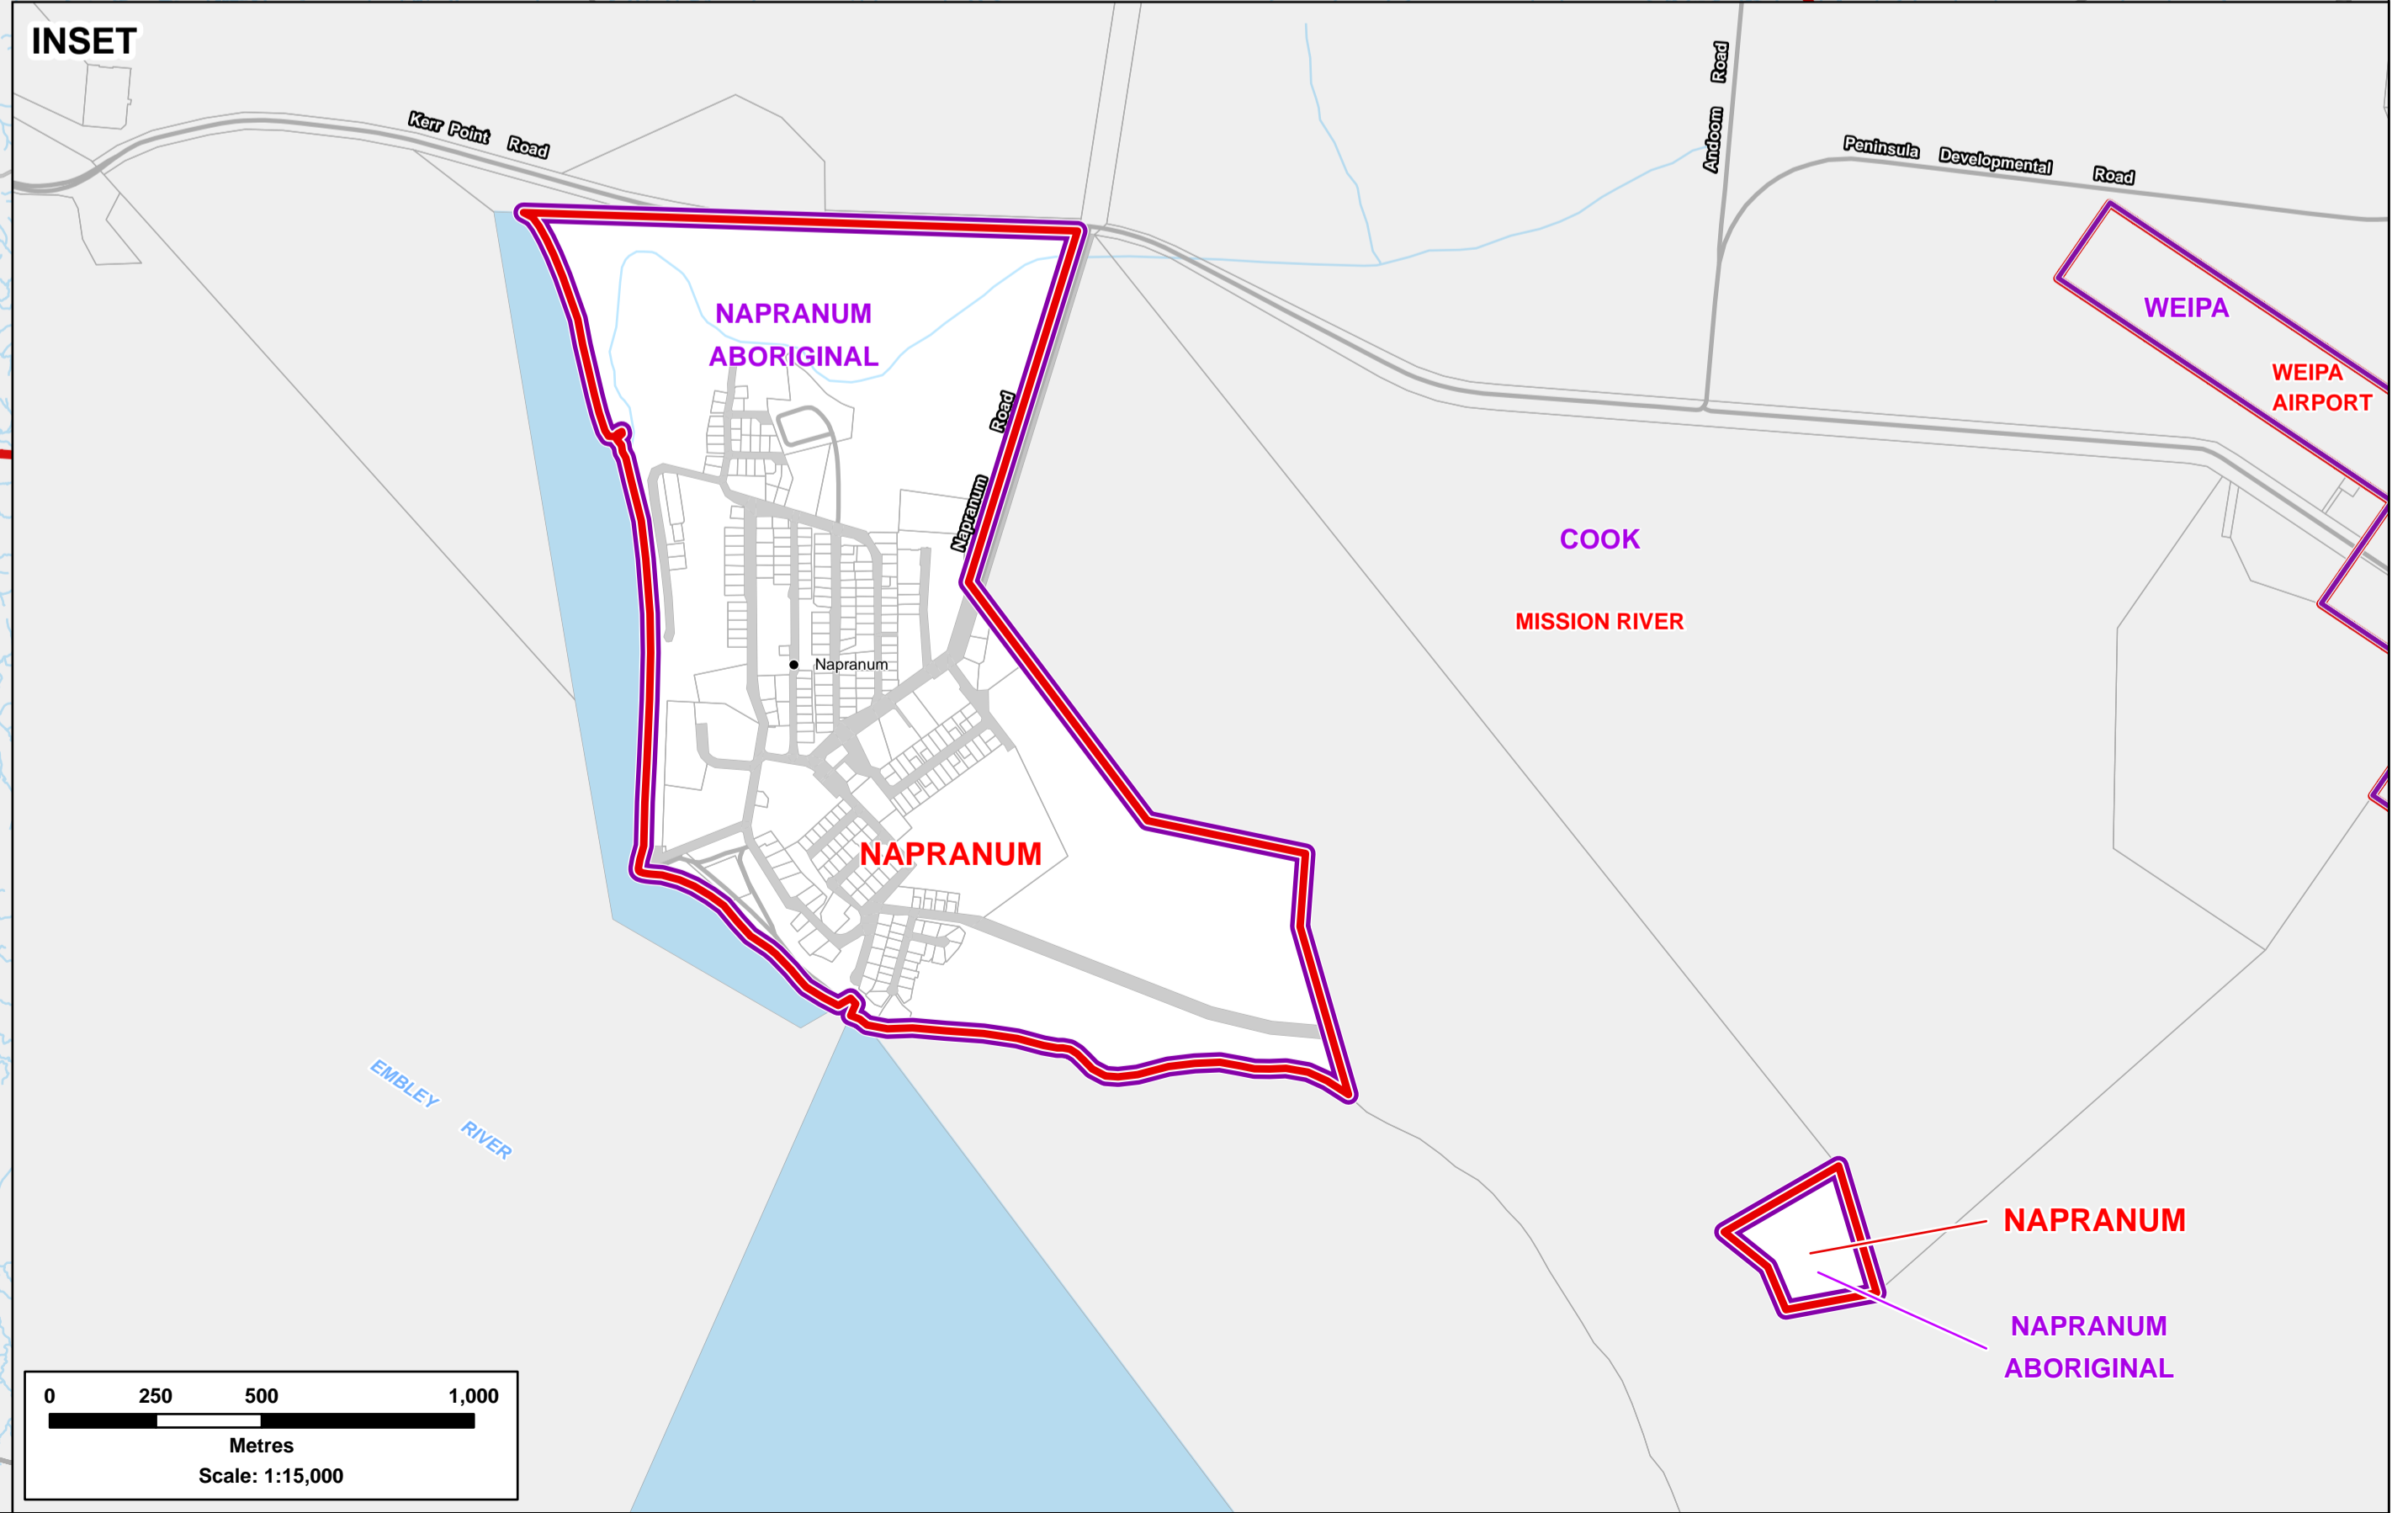 INSET
Kerr Point Road
Andoom Road
Peninsula Developmental Road
NAPRANUM
ABORIGINAL
WEIPA
WEIPA
AIRPORT
Napranum Road
COOK
MISSION RIVER
Napranum
NAPRANUM
EMBLEY RIVER
NAPRANUM
NAPRANUM
ABORIGINAL
0 250 500 1,000
Metres
Scale: 1:15,000